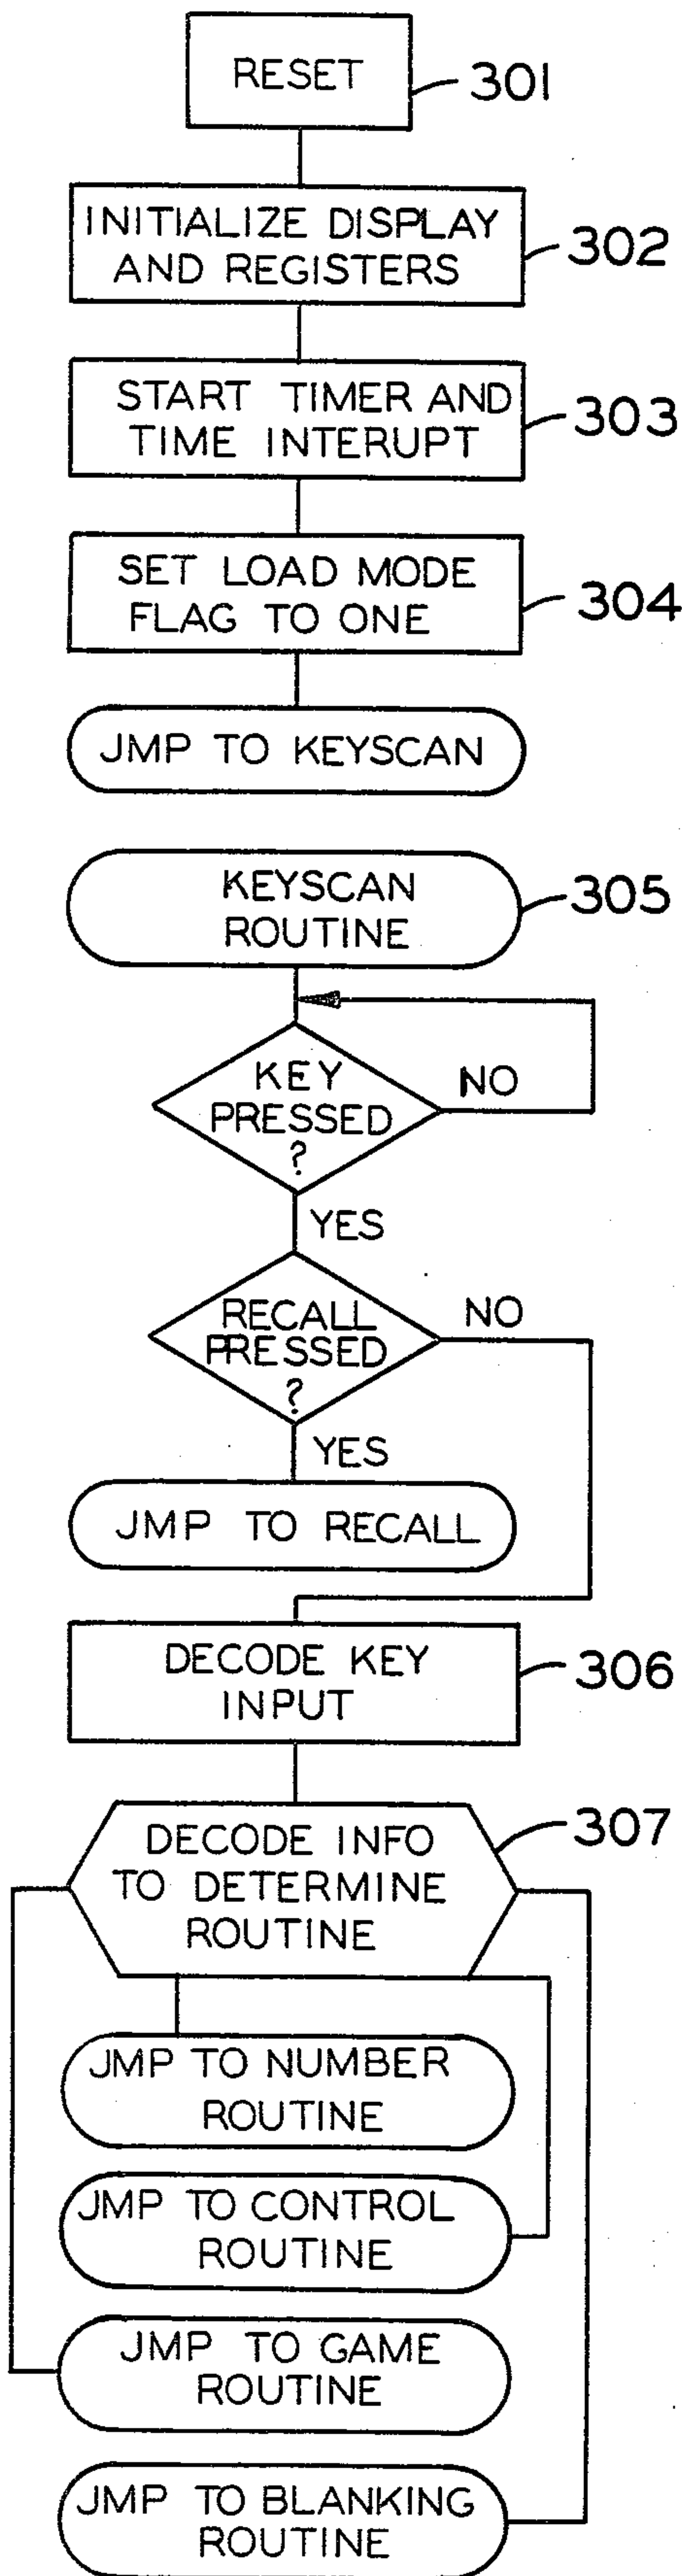 RESET
301
INITIALIZE DISPLAY
AND REGISTERS
302
START TIMER AND
TIME INTERUPT
303
SET LOAD MODE
FLAG TO ONE
304
JMP TO KEYSCAN
KEYSCAN
ROUTINE
305
KEY
PRESSED
?
NO
YES
RECALL
PRESSED
?
NO
YES
JMP TO RECALL
DECODE KEY
INPUT
306
DECODE INFO
TO DETERMINE
ROUTINE
307
JMP TO NUMBER
ROUTINE
JMP TO CONTROL
ROUTINE
JMP TO GAME
ROUTINE
JMP TO BLANKING
ROUTINE